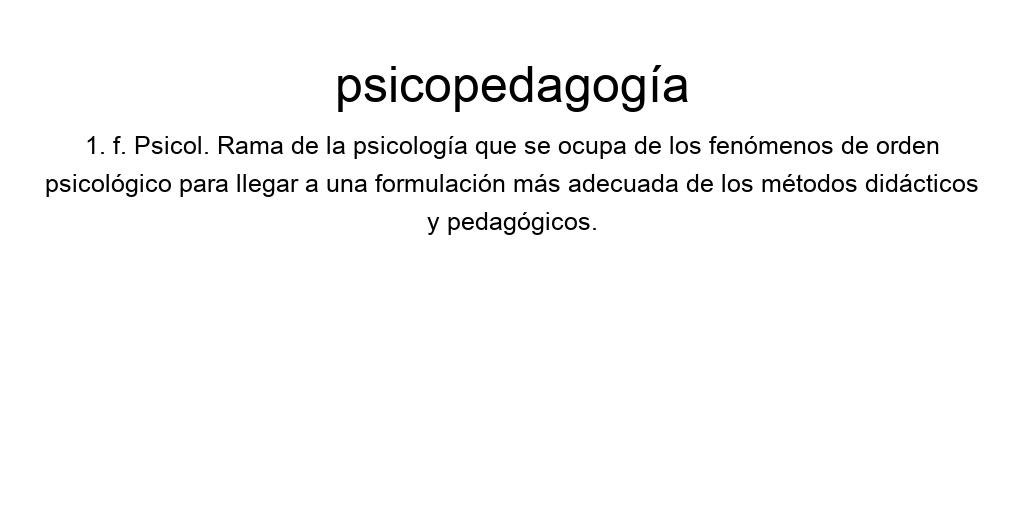 psicopedagogía
1. f. Psicol. Rama de la psicología que se ocupa de los fenómenos de orden
psicológico para llegar a una formulación más adecuada de los métodos didácticos
y pedagógicos.